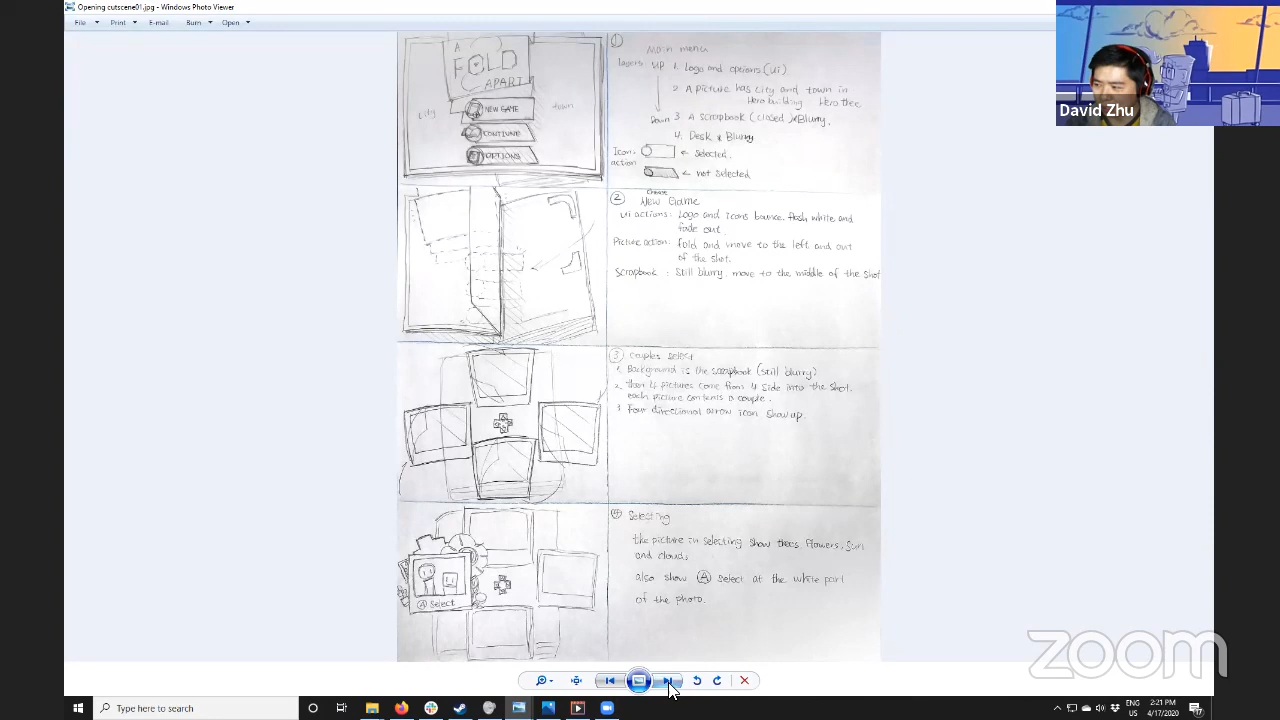 Opening cutscene01.jpg - Windows Photo Viewer
File Print E-mail Burn Open
David Zhu
A
FOLD
APART
NEW GAME
CONTIUNE
OPTIONS
city
town
1
Main menu
layers: UP 1. Logo and options (ui)
2. A picture has city and town in
Hero building Hero tree
Down 3. A scrapbook (closed) *Blurry,
4. Desk * Blurry
Icon: ← selected.
action ← not selected
2
Create
New Game
Ui actions: Logo and icons bounce, flash white and
fade out.
Picture action: fold and move to the left and out
of the shot.
Scrapbook : Still blurry, move to the middle of the shot
3 Couples select
1. Background is the scrapbook (still blurry)
2. Then 4 pictures come from 4 side into the shot.
each picture contents a couple.
3 Four directional arrow icon show up.
4 Selecting
the picture in selecting show trees, Flowers, Sun
and clouds,
also show A select at the white part
of the photo.
A Select
zoom
Type here to search
ENG
US
2:21 PM
4/17/2020